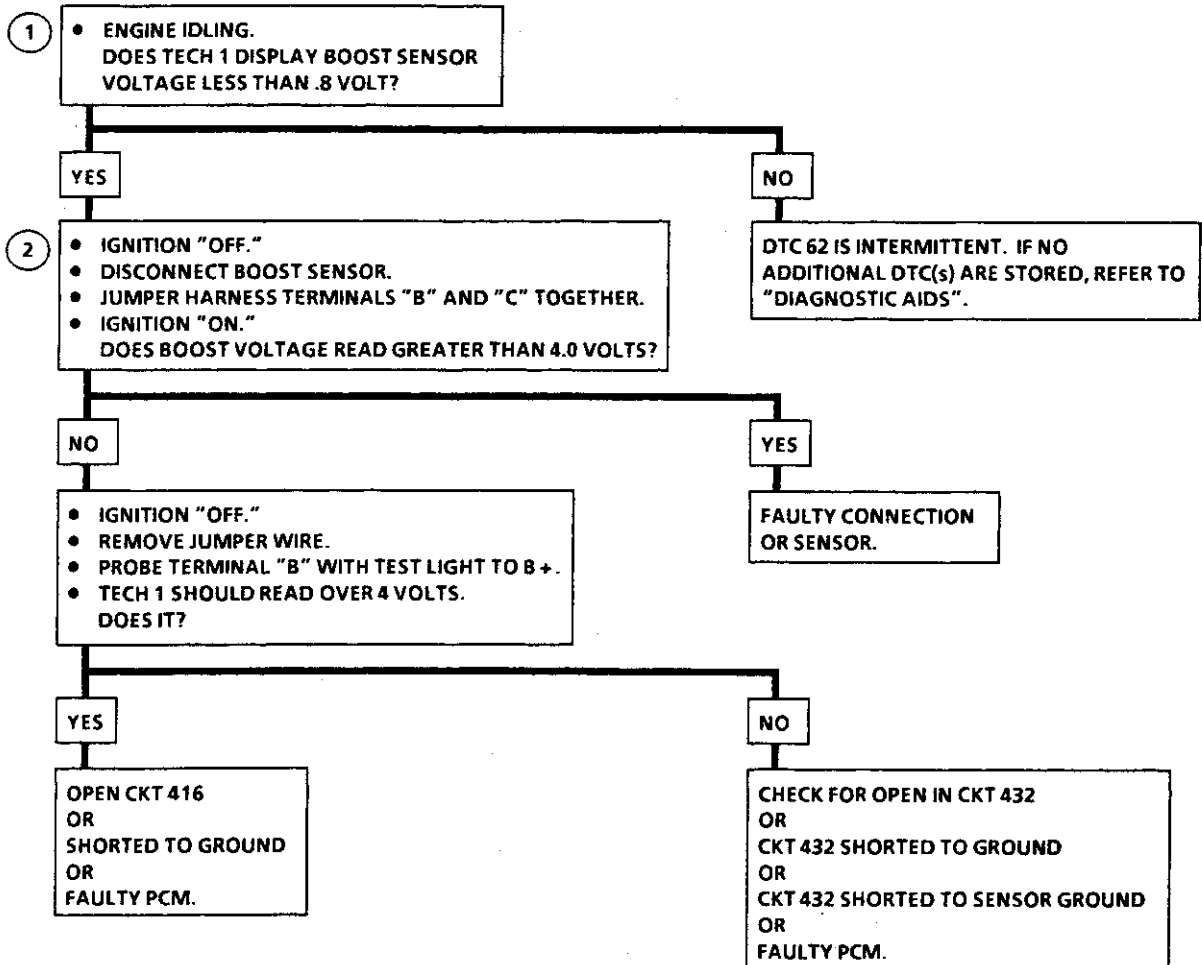 1
• ENGINE IDLING.
DOES TECH 1 DISPLAY BOOST SENSOR
VOLTAGE LESS THAN .8 VOLT?
YES
NO
2
• IGNITION "OFF."
• DISCONNECT BOOST SENSOR.
• JUMPER HARNESS TERMINALS "B" AND "C" TOGETHER.
• IGNITION "ON."
DOES BOOST VOLTAGE READ GREATER THAN 4.0 VOLTS?
DTC 62 IS INTERMITTENT. IF NO
ADDITIONAL DTC(s) ARE STORED, REFER TO
"DIAGNOSTIC AIDS".
NO
YES
• IGNITION "OFF."
• REMOVE JUMPER WIRE.
• PROBE TERMINAL "B" WITH TEST LIGHT TO B +.
• TECH 1 SHOULD READ OVER 4 VOLTS.
DOES IT?
FAULTY CONNECTION
OR SENSOR.
YES
NO
OPEN CKT 416
OR
SHORTED TO GROUND
OR
FAULTY PCM.
CHECK FOR OPEN IN CKT 432
OR
CKT 432 SHORTED TO GROUND
OR
CKT 432 SHORTED TO SENSOR GROUND
OR
FAULTY PCM.